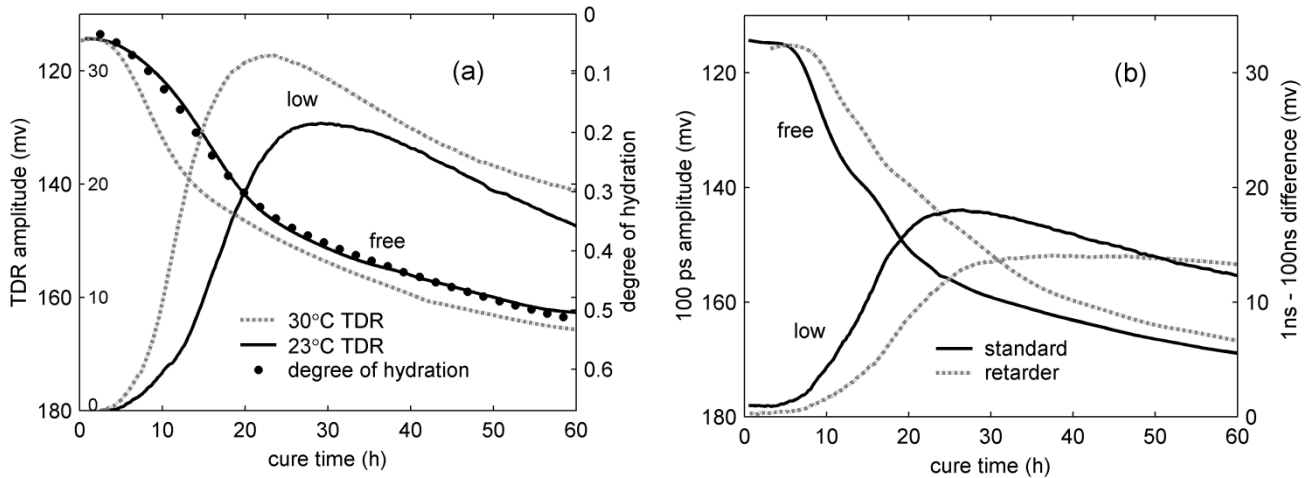 (a)
TDR amplitude (mv)
120
140
160
180
30
20
10
0
low
free
30°C TDR
23°C TDR
degree of hydration
0
0.1
0.2
0.3
0.4
0.5
0.6
degree of hydration
0 10 20 30 40 50 60
cure time (h)
(b)
100 ps amplitude (mv)
120
140
160
180
free
low
standard
retarder
30
20
10
0
1ns - 100ns difference (mv)
0 10 20 30 40 50 60
cure time (h)